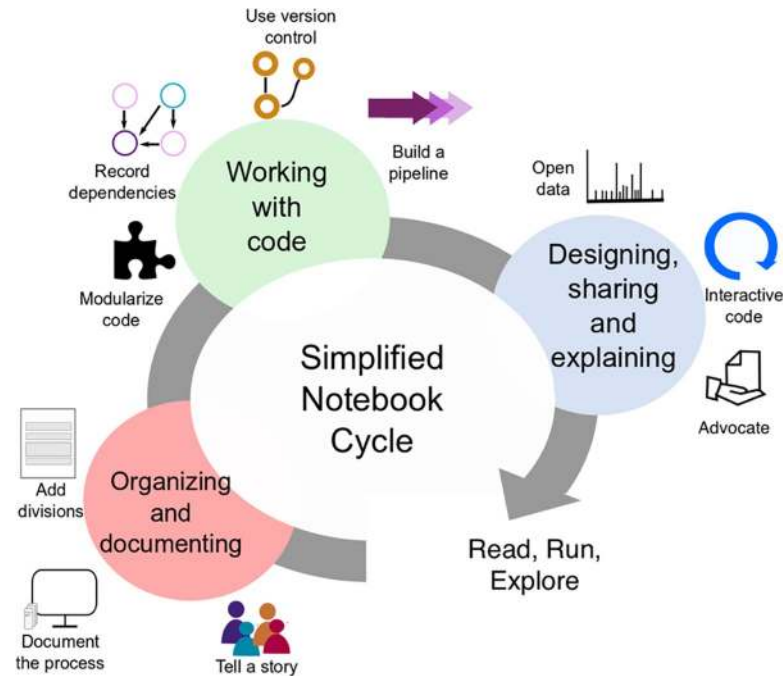 Use version
control
Record
dependencies
Working
with
code
Build a
pipeline
Modularize
code
Open
data
Designing,
sharing
and
explaining
Interactive
code
Advocate
Simplified
Notebook
Cycle
Add
divisions
Organizing
and
documenting
Document
the process
Tell a story
Read, Run,
Explore